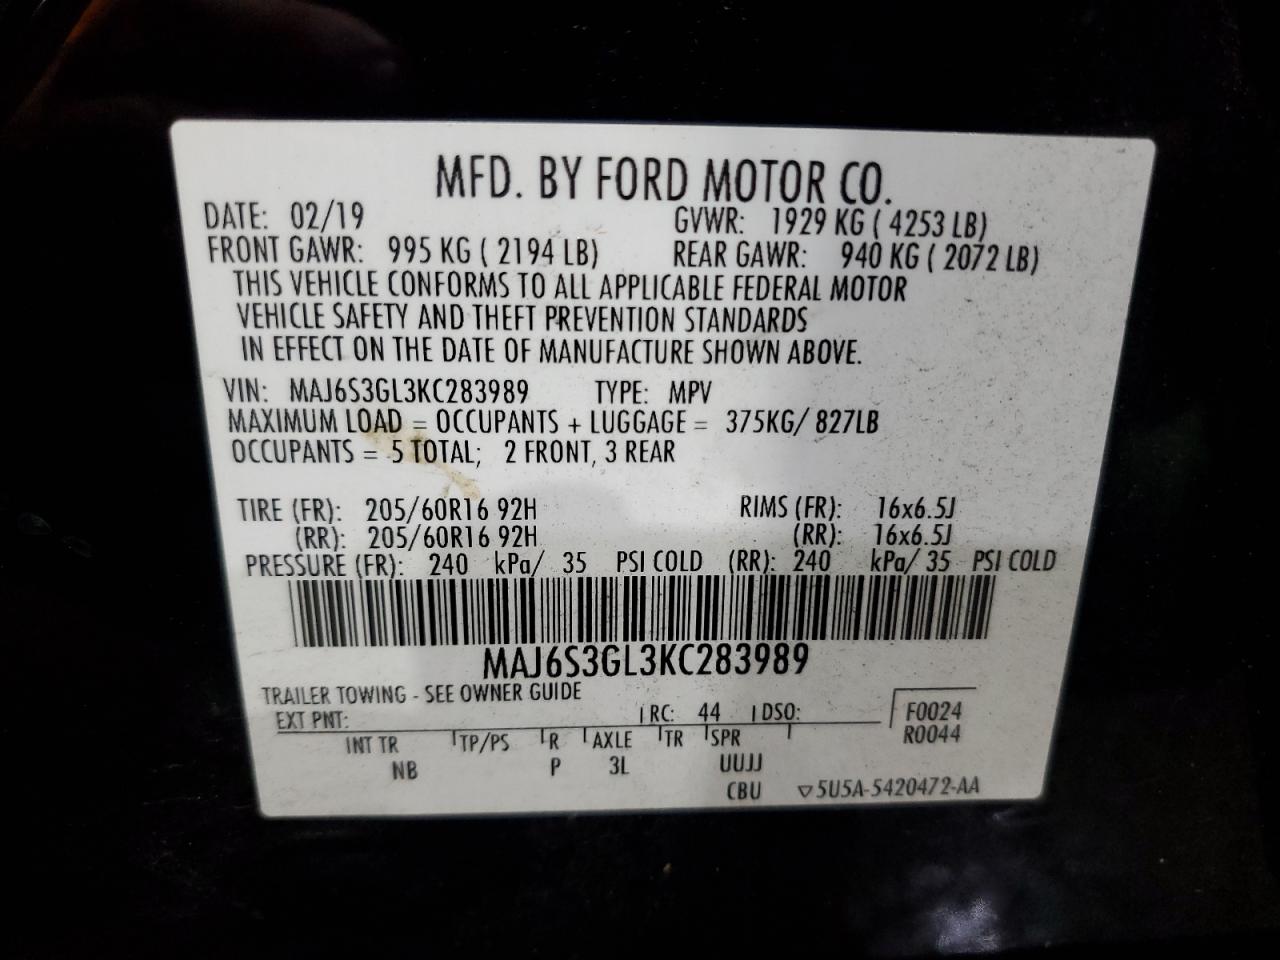 MFD. BY FORD MOTOR CO.
DATE: 02/19 GVWR: 1929 KG ( 4253 LB)
FRONT GAWR: 995 KG ( 2194 LB) REAR GAWR: 940 KG ( 2072 LB)
THIS VEHICLE CONFORMS TO ALL APPLICABLE FEDERAL MOTOR
VEHICLE SAFETY AND THEFT PREVENTION STANDARDS
IN EFFECT ON THE DATE OF MANUFACTURE SHOWN ABOVE.
VIN: MAJ6S3GL3KC283989 TYPE: MPV
MAXIMUM LOAD = OCCUPANTS + LUGGAGE = 375KG/ 827LB
OCCUPANTS = 5 TOTAL; 2 FRONT, 3 REAR
TIRE (FR): 205/60R16 92H RIMS (FR): 16x6.5J
(RR): 205/60R16 92H (RR): 16x6.5J
PRESSURE (FR): 240 kPa/ 35 PSI COLD (RR): 240 kPa/ 35 PSI COLD
MAJ6S3GL3KC283989
TRAILER TOWING - SEE OWNER GUIDE
EXT PNT: RC: 44 DSO: F0024
R0044
INT TR TP/PS R AXLE TR SPR
NB P 3L UUJJ
CBU ▽5U5A-5420472-AA